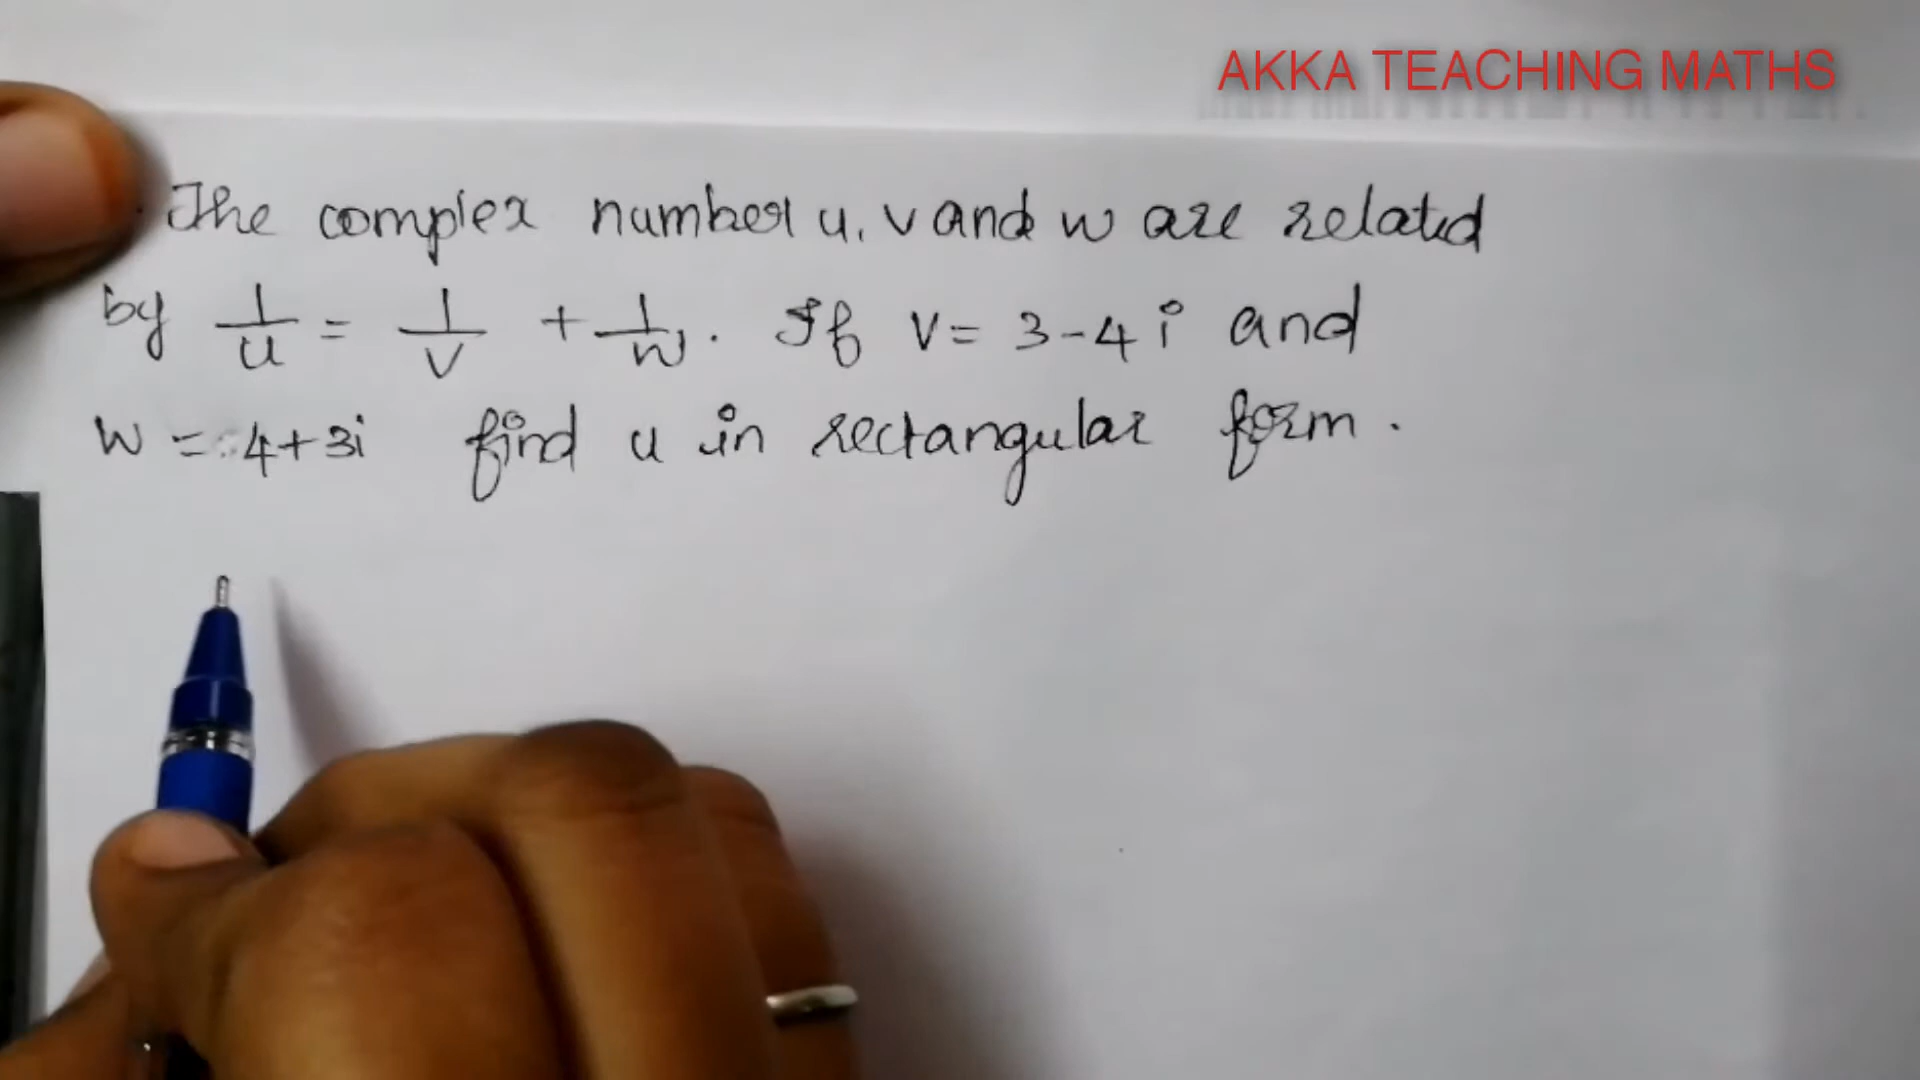 AKKA TEACHING MATHS
The complex number u, v and w are related
by 1/u = 1/v + 1/w. If v = 3-4i and
w = 4+3i find u in rectangular form.